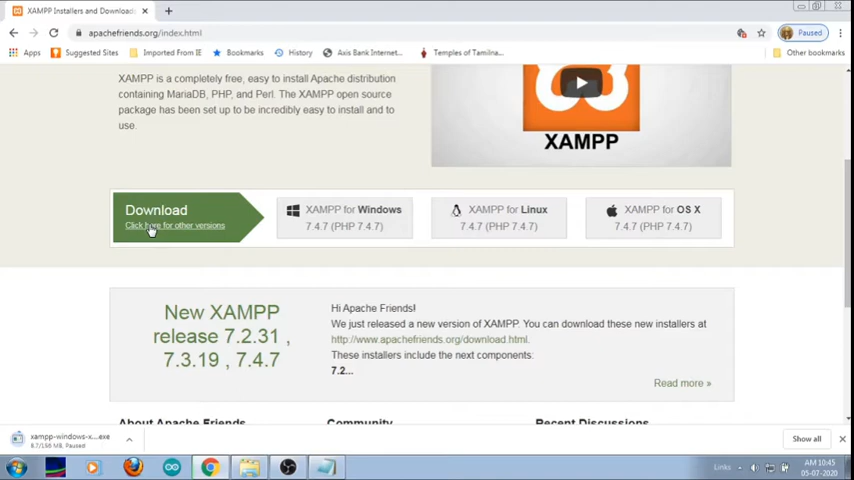 XAMPP Installers and Download
apachefriends.org/index.html
Paused
Apps
Suggested Sites
Imported From IE
Bookmarks
History
Axis Bank Internet...
Temples of Tamilna...
Other bookmarks
XAMPP is a completely free, easy to install Apache distribution
containing MariaDB, PHP, and Perl. The XAMPP open source
package has been set up to be incredibly easy to install and to
use.
XAMPP
Download
Click here for other versions
XAMPP for Windows
7.4.7 (PHP 7.4.7)
XAMPP for Linux
7.4.7 (PHP 7.4.7)
XAMPP for OS X
7.4.7 (PHP 7.4.7)
New XAMPP
release 7.2.31 ,
7.3.19 , 7.4.7
Hi Apache Friends!
We just released a new version of XAMPP. You can download these new installers at
http://www.apachefriends.org/download.html.
These installers include the next components:
7.2...
Read more »
About Apache Friends
Community
Recent Discussions
xampp-windows-x....exe
8.7/156 MB, Paused
Show all
Links
AM 10:45
05-07-2020